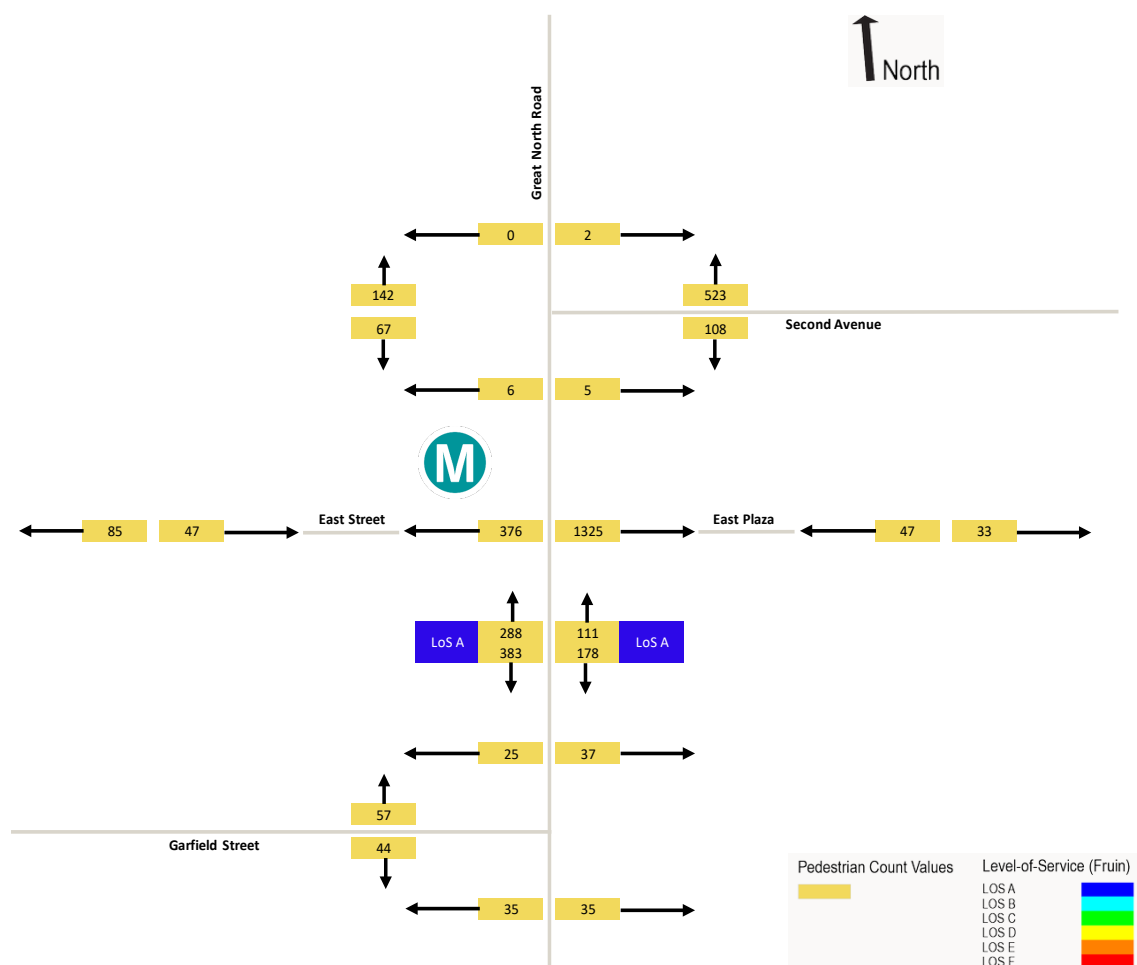 North
Great North Road
0
2
142
523
67
108
Second Avenue
6
5
M
85
47
East Street
376
1325
East Plaza
47
33
LoS A
288
383
111
178
LoS A
25
37
57
Garfield Street
44
35
35
Pedestrian Count Values
Level-of-Service (Fruin)
LOS A
LOS B
LOS C
LOS D
LOS E
LOS F